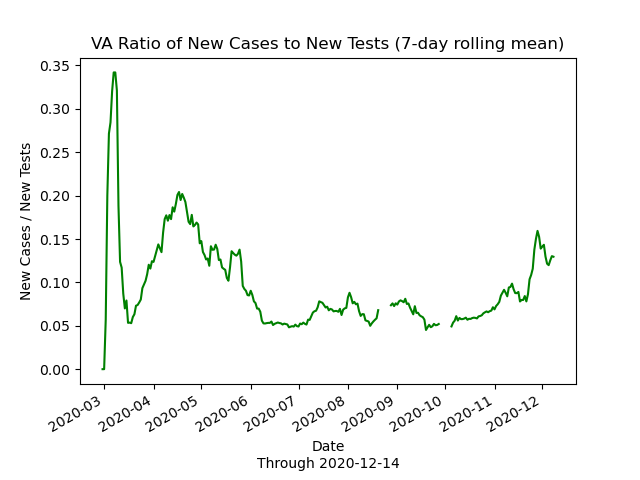 VA Ratio of New Cases to New Tests (7-day rolling mean)
New Cases / New Tests
0.35
0.30
0.25
0.20
0.15
0.10
0.05
0.00
2020-03 2020-04 2020-05 2020-06 2020-07 2020-08 2020-09 2020-10 2020-11 2020-12
Date
Through 2020-12-14